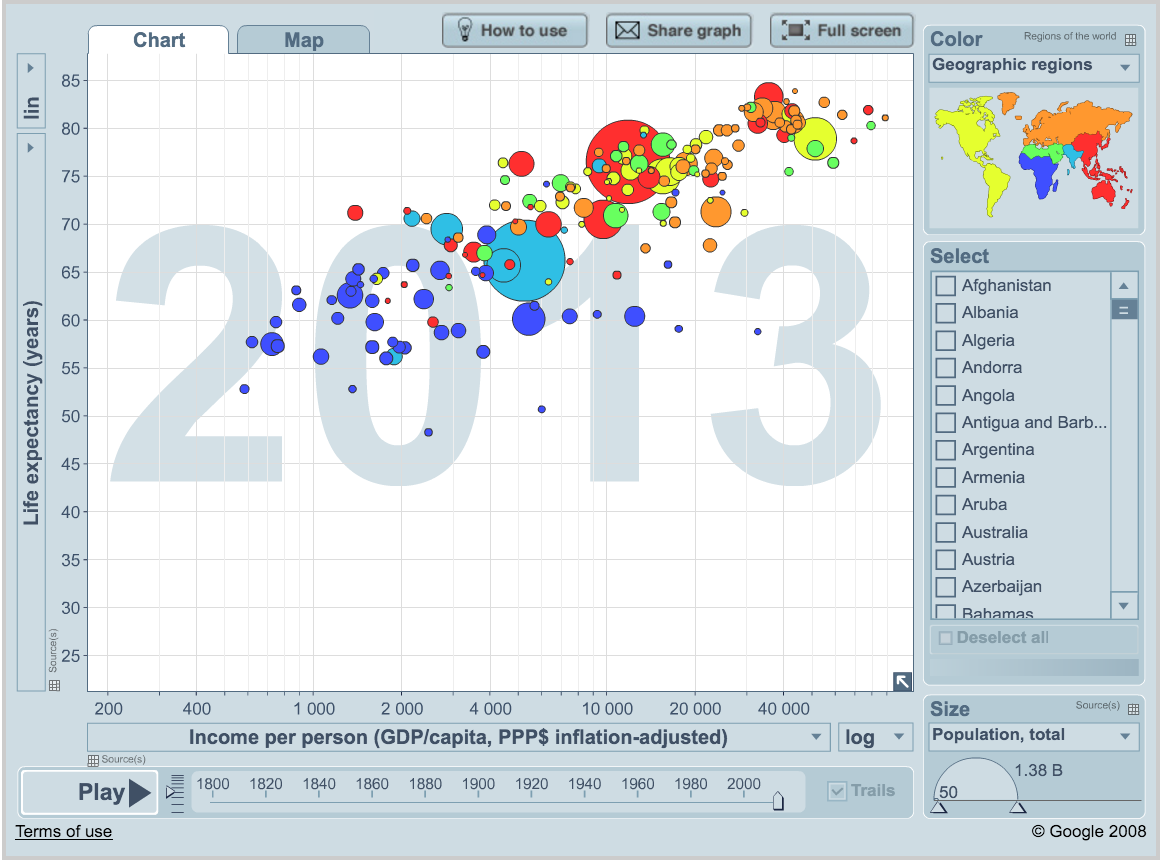 Chart
Map
How to use
Share graph
Full screen
Color
Regions of the world
Geographic regions
lin
Life expectancy (years)
Source(s)
85
80
75
70
65
60
55
50
45
40
35
30
25
2013
Select
Afghanistan
Albania
Algeria
Andorra
Angola
Antigua and Barb...
Argentina
Armenia
Aruba
Australia
Austria
Azerbaijan
Bahamas
Deselect all
200 400 1 000 2 000 4 000 10 000 20 000 40 000
Income per person (GDP/capita, PPP$ inflation-adjusted)
log
Source(s)
Size
Source(s)
Population, total
1.38 B
50
Play
1800 1820 1840 1860 1880 1900 1920 1940 1960 1980 2000
Trails
Terms of use
© Google 2008